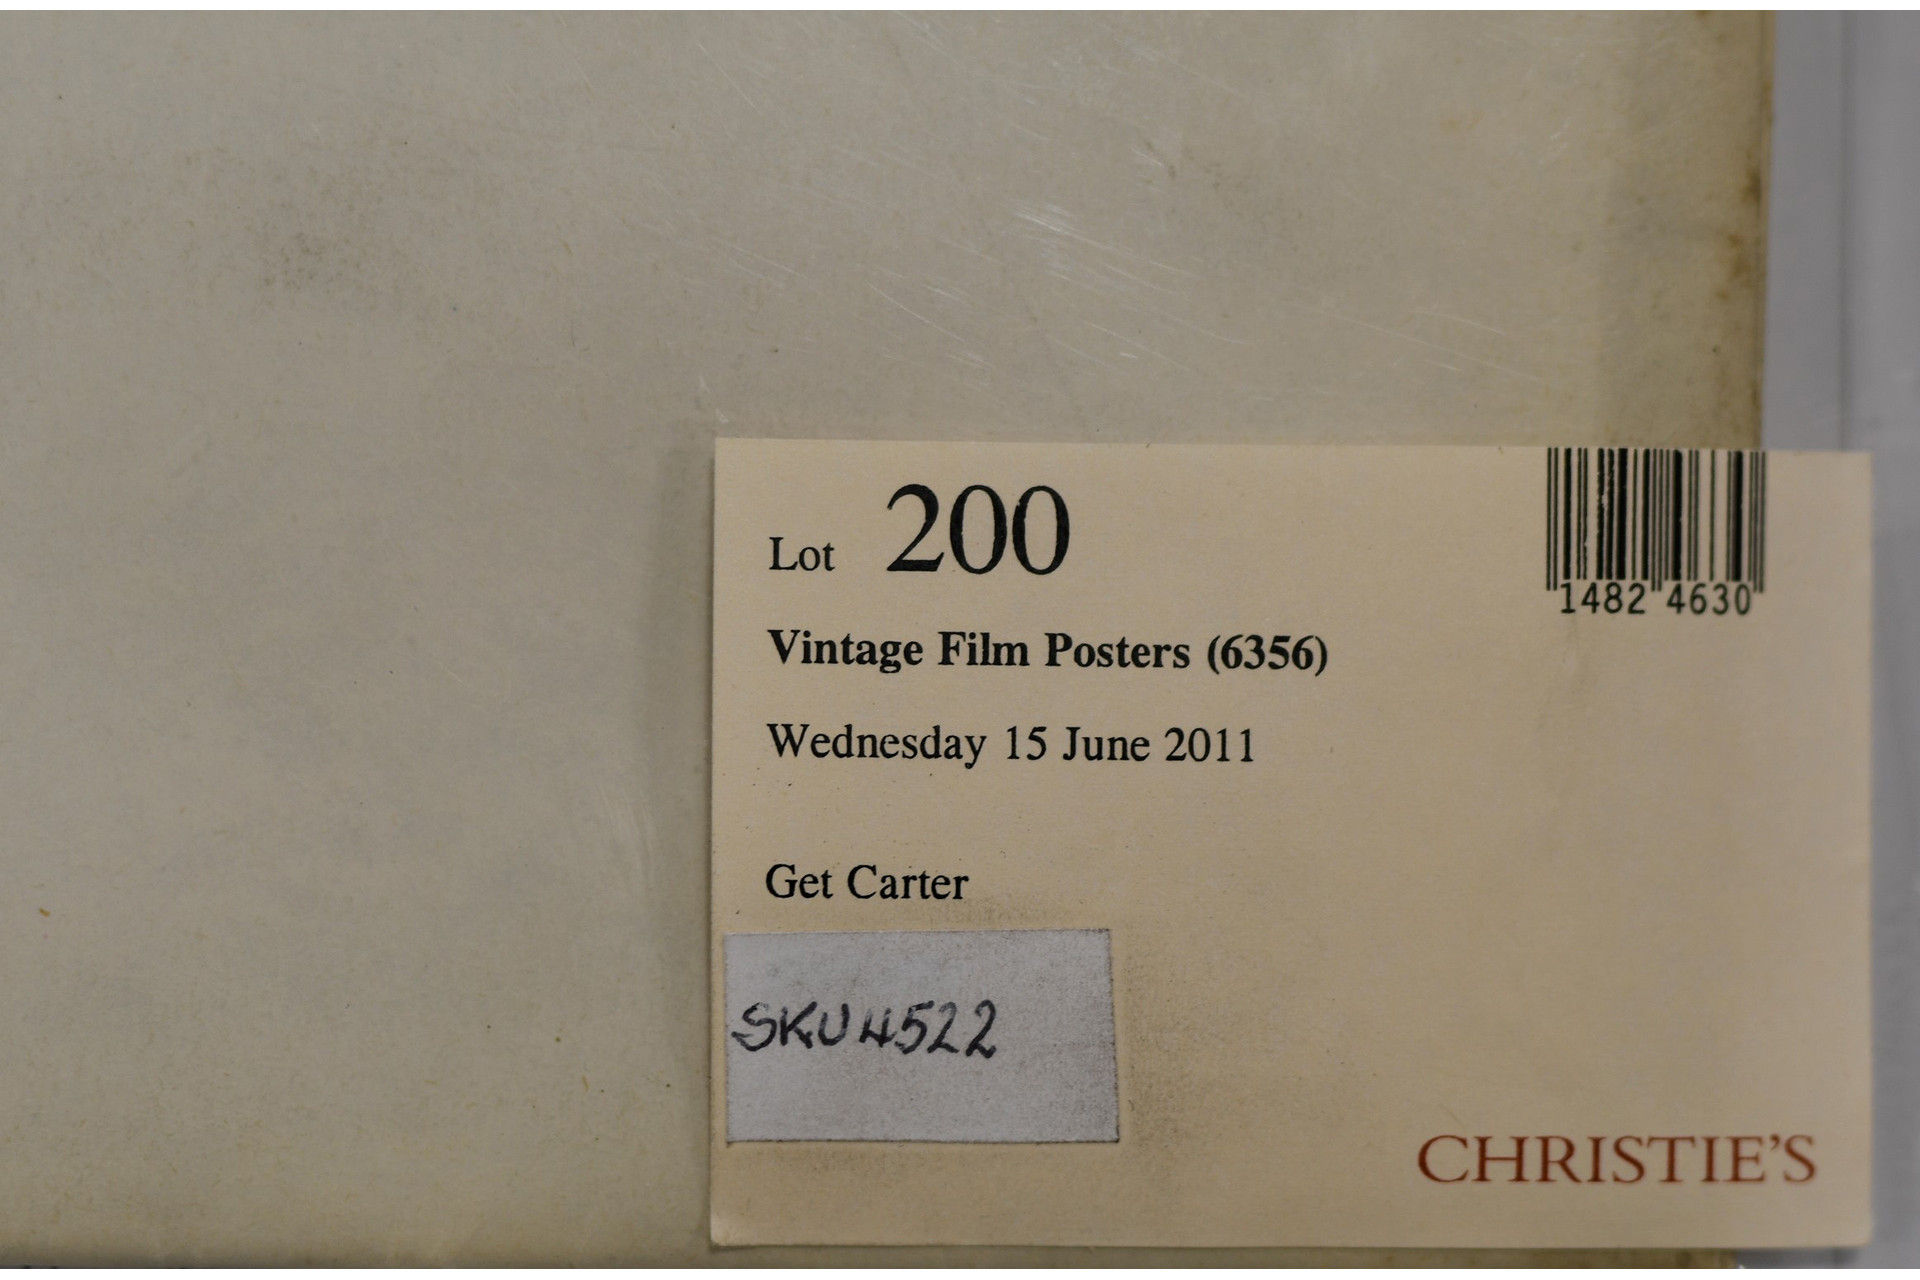 Lot 200
1482 4630
Vintage Film Posters (6356)
Wednesday 15 June 2011
Get Carter
SKU4522
CHRISTIE'S